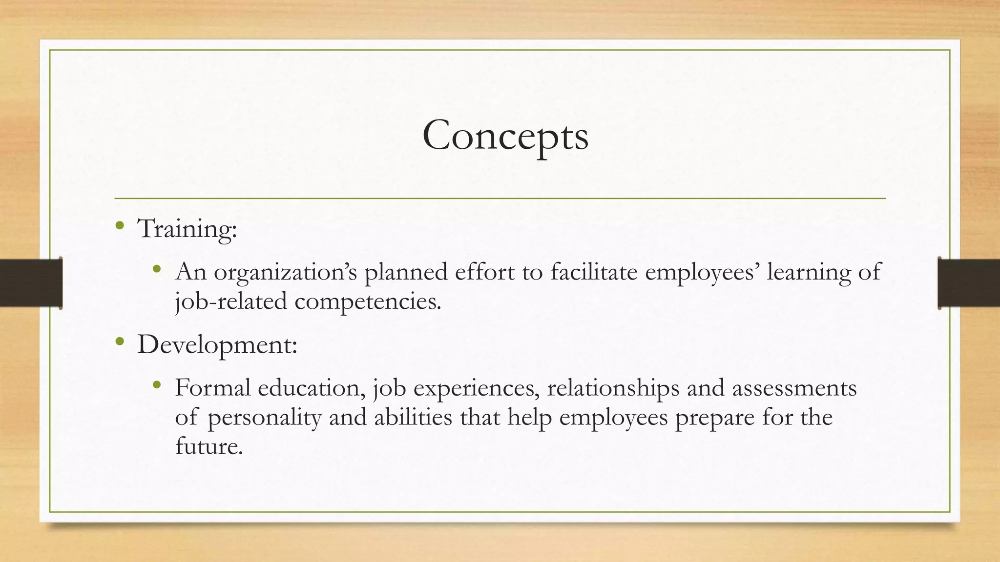 Concepts
• Training:
• An organization’s planned effort to facilitate employees’ learning of
job-related competencies.
• Development:
• Formal education, job experiences, relationships and assessments
of personality and abilities that help employees prepare for the
future.